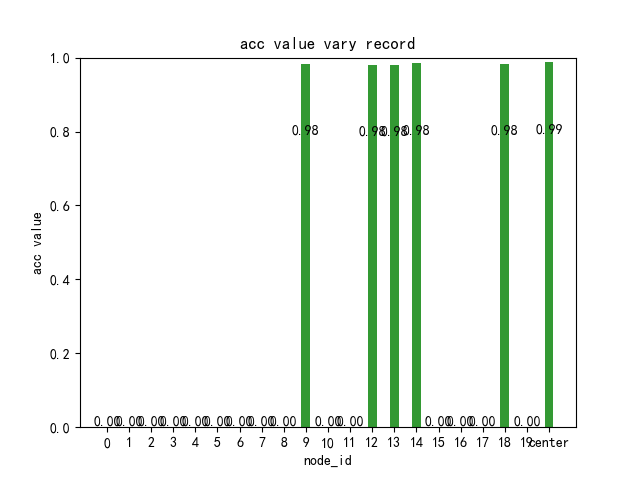 acc value vary record
1.0
0.8
0.6
0.4
0.2
0.0
acc value
0.98 0.98 0.98 0.98 0.98 0.99
0.00 0.00 0.00 0.00 0.00 0.00 0.00 0.00 0.00 0.00 0.00 0.00 0.00 0.00 0.00
0 1 2 3 4 5 6 7 8 9 10 11 12 13 14 15 16 17 18 19 center
node_id